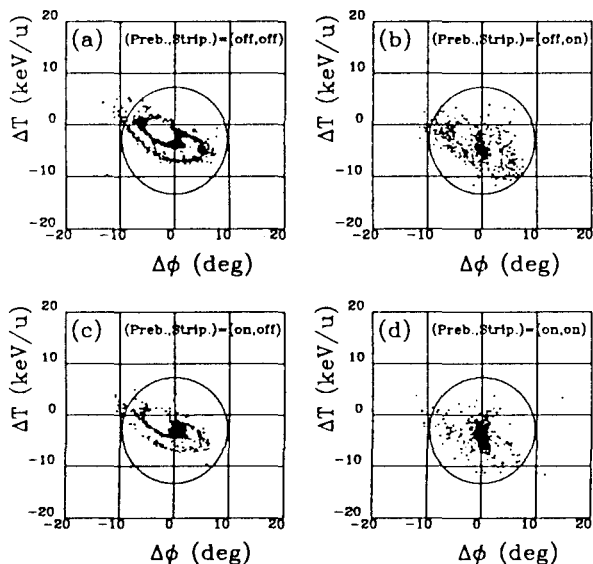 (a) (Preb.,Strip.)=(off,off)
ΔT (keV/u)
20
10
0
-10
-20
-20 -10 0 10 20
Δϕ (deg)
(b) (Preb.,Strip.)=(off,on)
ΔT (keV/u)
20
10
0
-10
-20
-20 -10 0 10 20
Δϕ (deg)
(c) (Preb.,Strip.)=(on,off)
ΔT (keV/u)
20
10
0
-10
-20
-20 -10 0 10 20
Δϕ (deg)
(d) (Preb.,Strip.)=(on,on)
ΔT (keV/u)
20
10
0
-10
-20
-20 -10 0 10 20
Δϕ (deg)